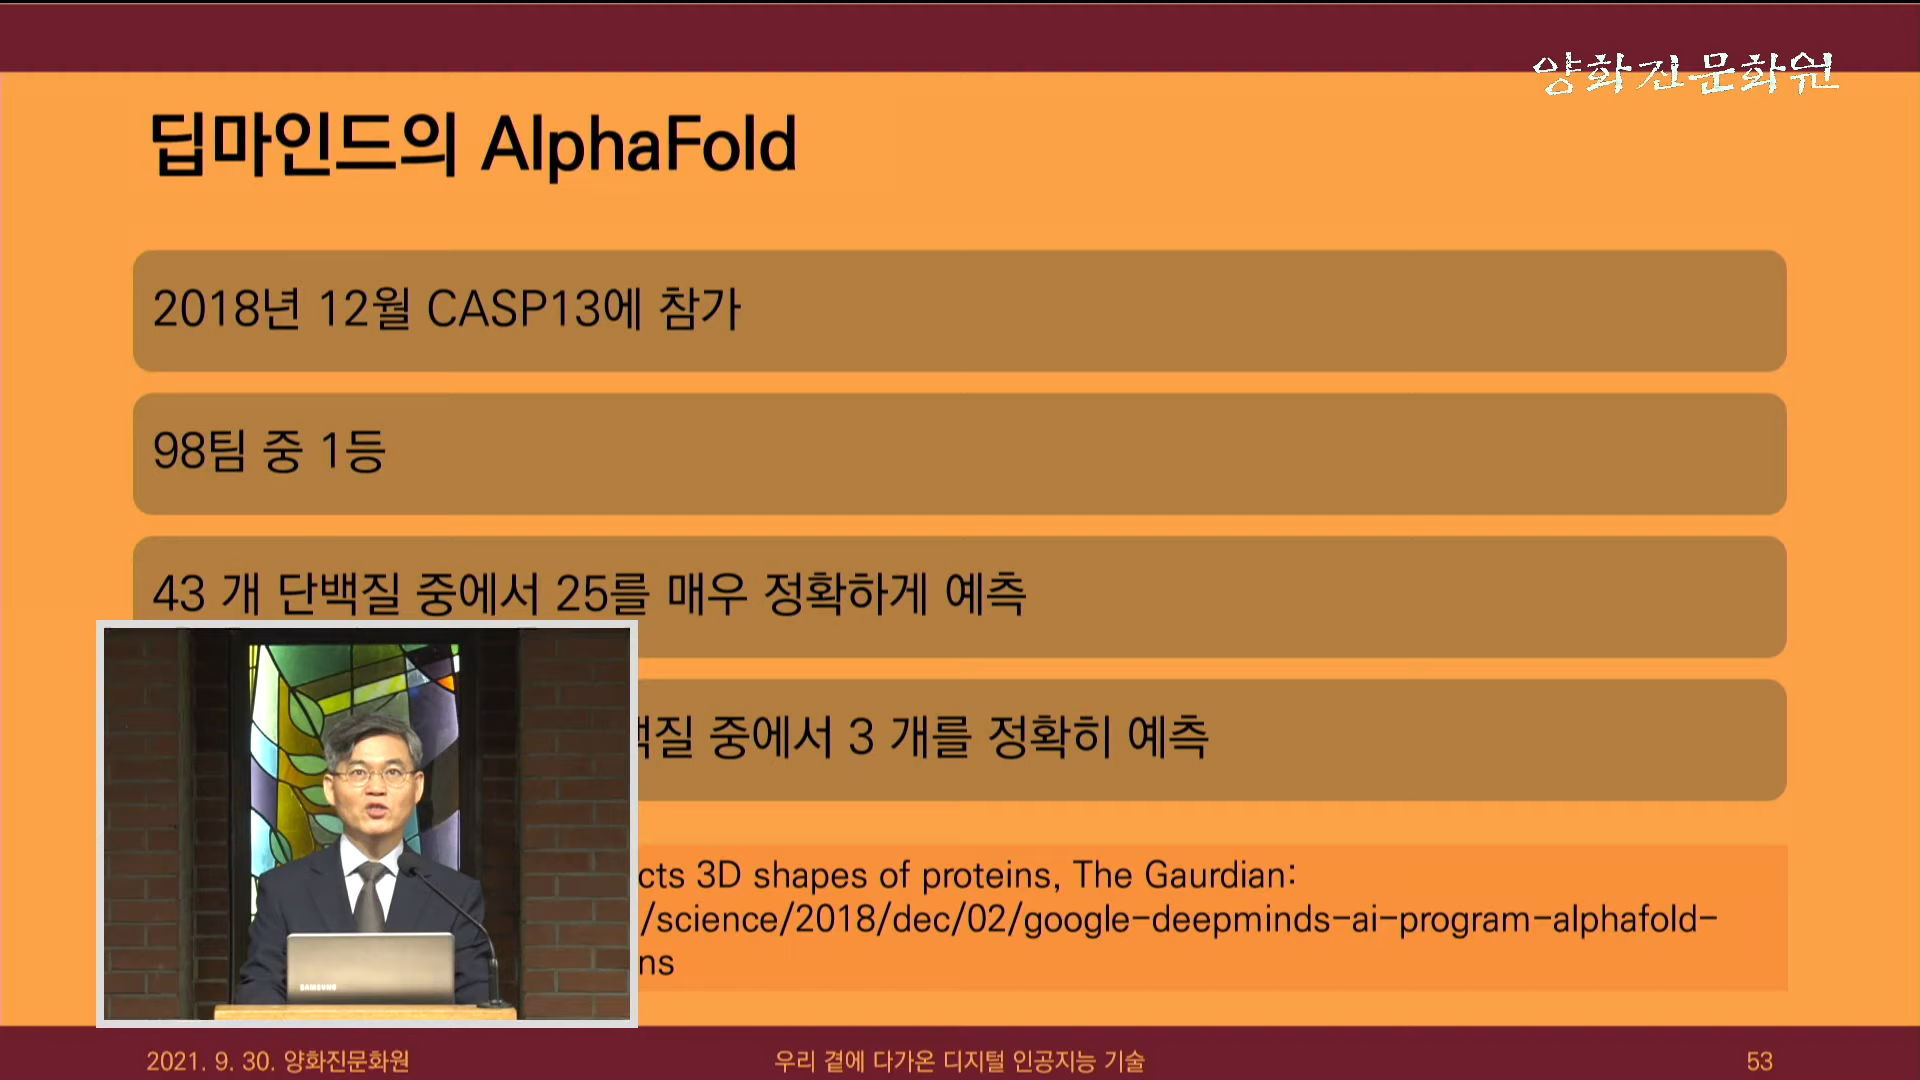 양화진문화원
딥마인드의 AlphaFold
2018년 12월 CASP13에 참가
98팀 중 1등
43 개 단백질 중에서 25를 매우 정확하게 예측
중에서 3 개를 정확히 예측
3D shapes of proteins, The Gaurdian:
/science/2018/dec/02/google-deepminds-ai-program-alphafold-
SAMSUNG
2021. 9. 30. 양화진문화원
우리 곁에 다가온 디지털 인공지능 기술
53